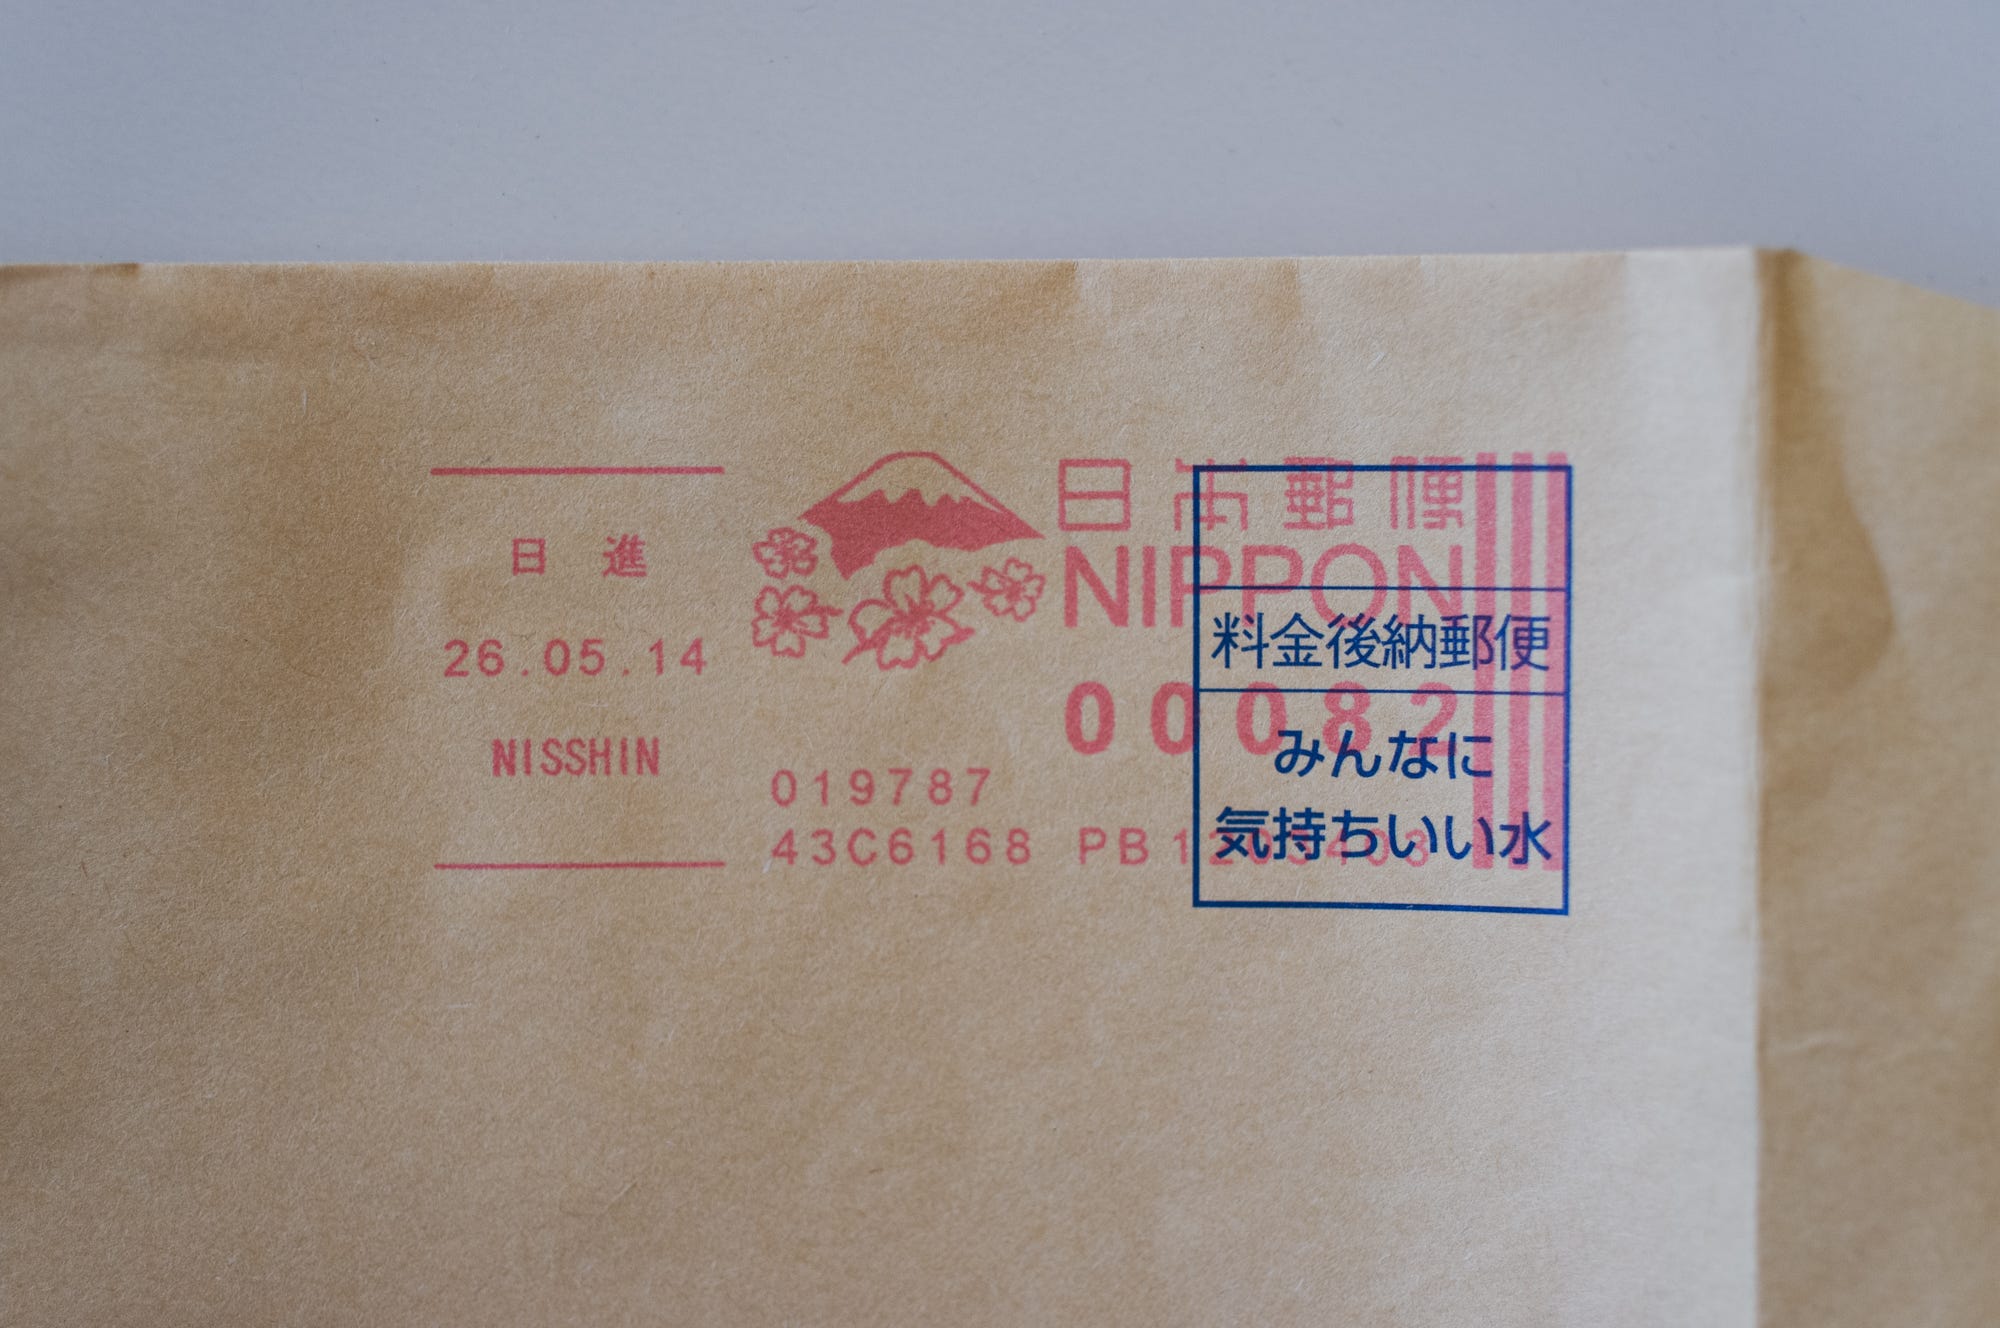 日進
26.05.14
NISSHIN
日本郵便
NIPPON
00082
019787
43C6168
料金後納郵便
みんなに
気持ちいい水